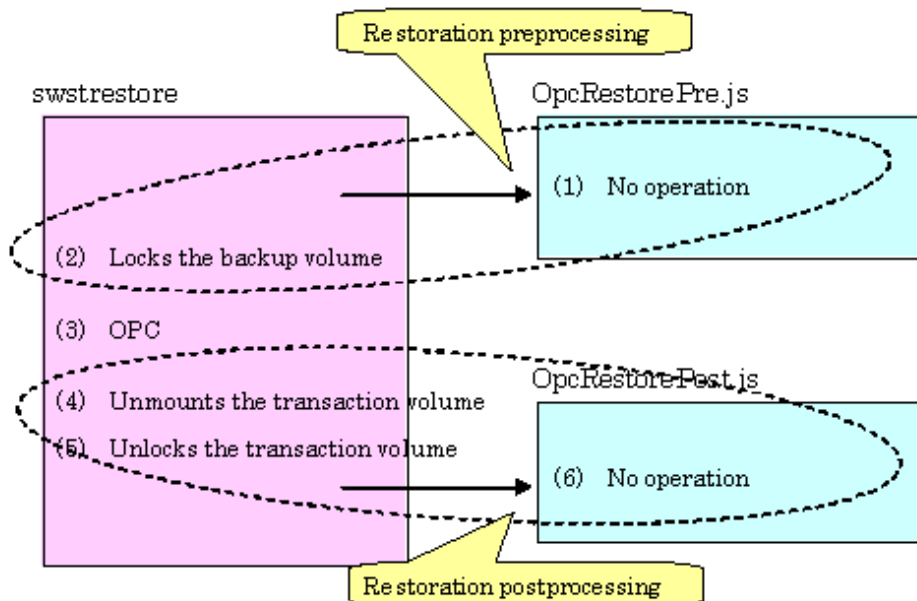 Restoration preprocessing
swstrestore
OpcRestorePre.js
(1) No operation
(2) Locks the backup volume
(3) OPC
OpcRestorePost.js
(4) Unmounts the transaction volume
(5) Unlocks the transaction volume
(6) No operation
Restoration postprocessing